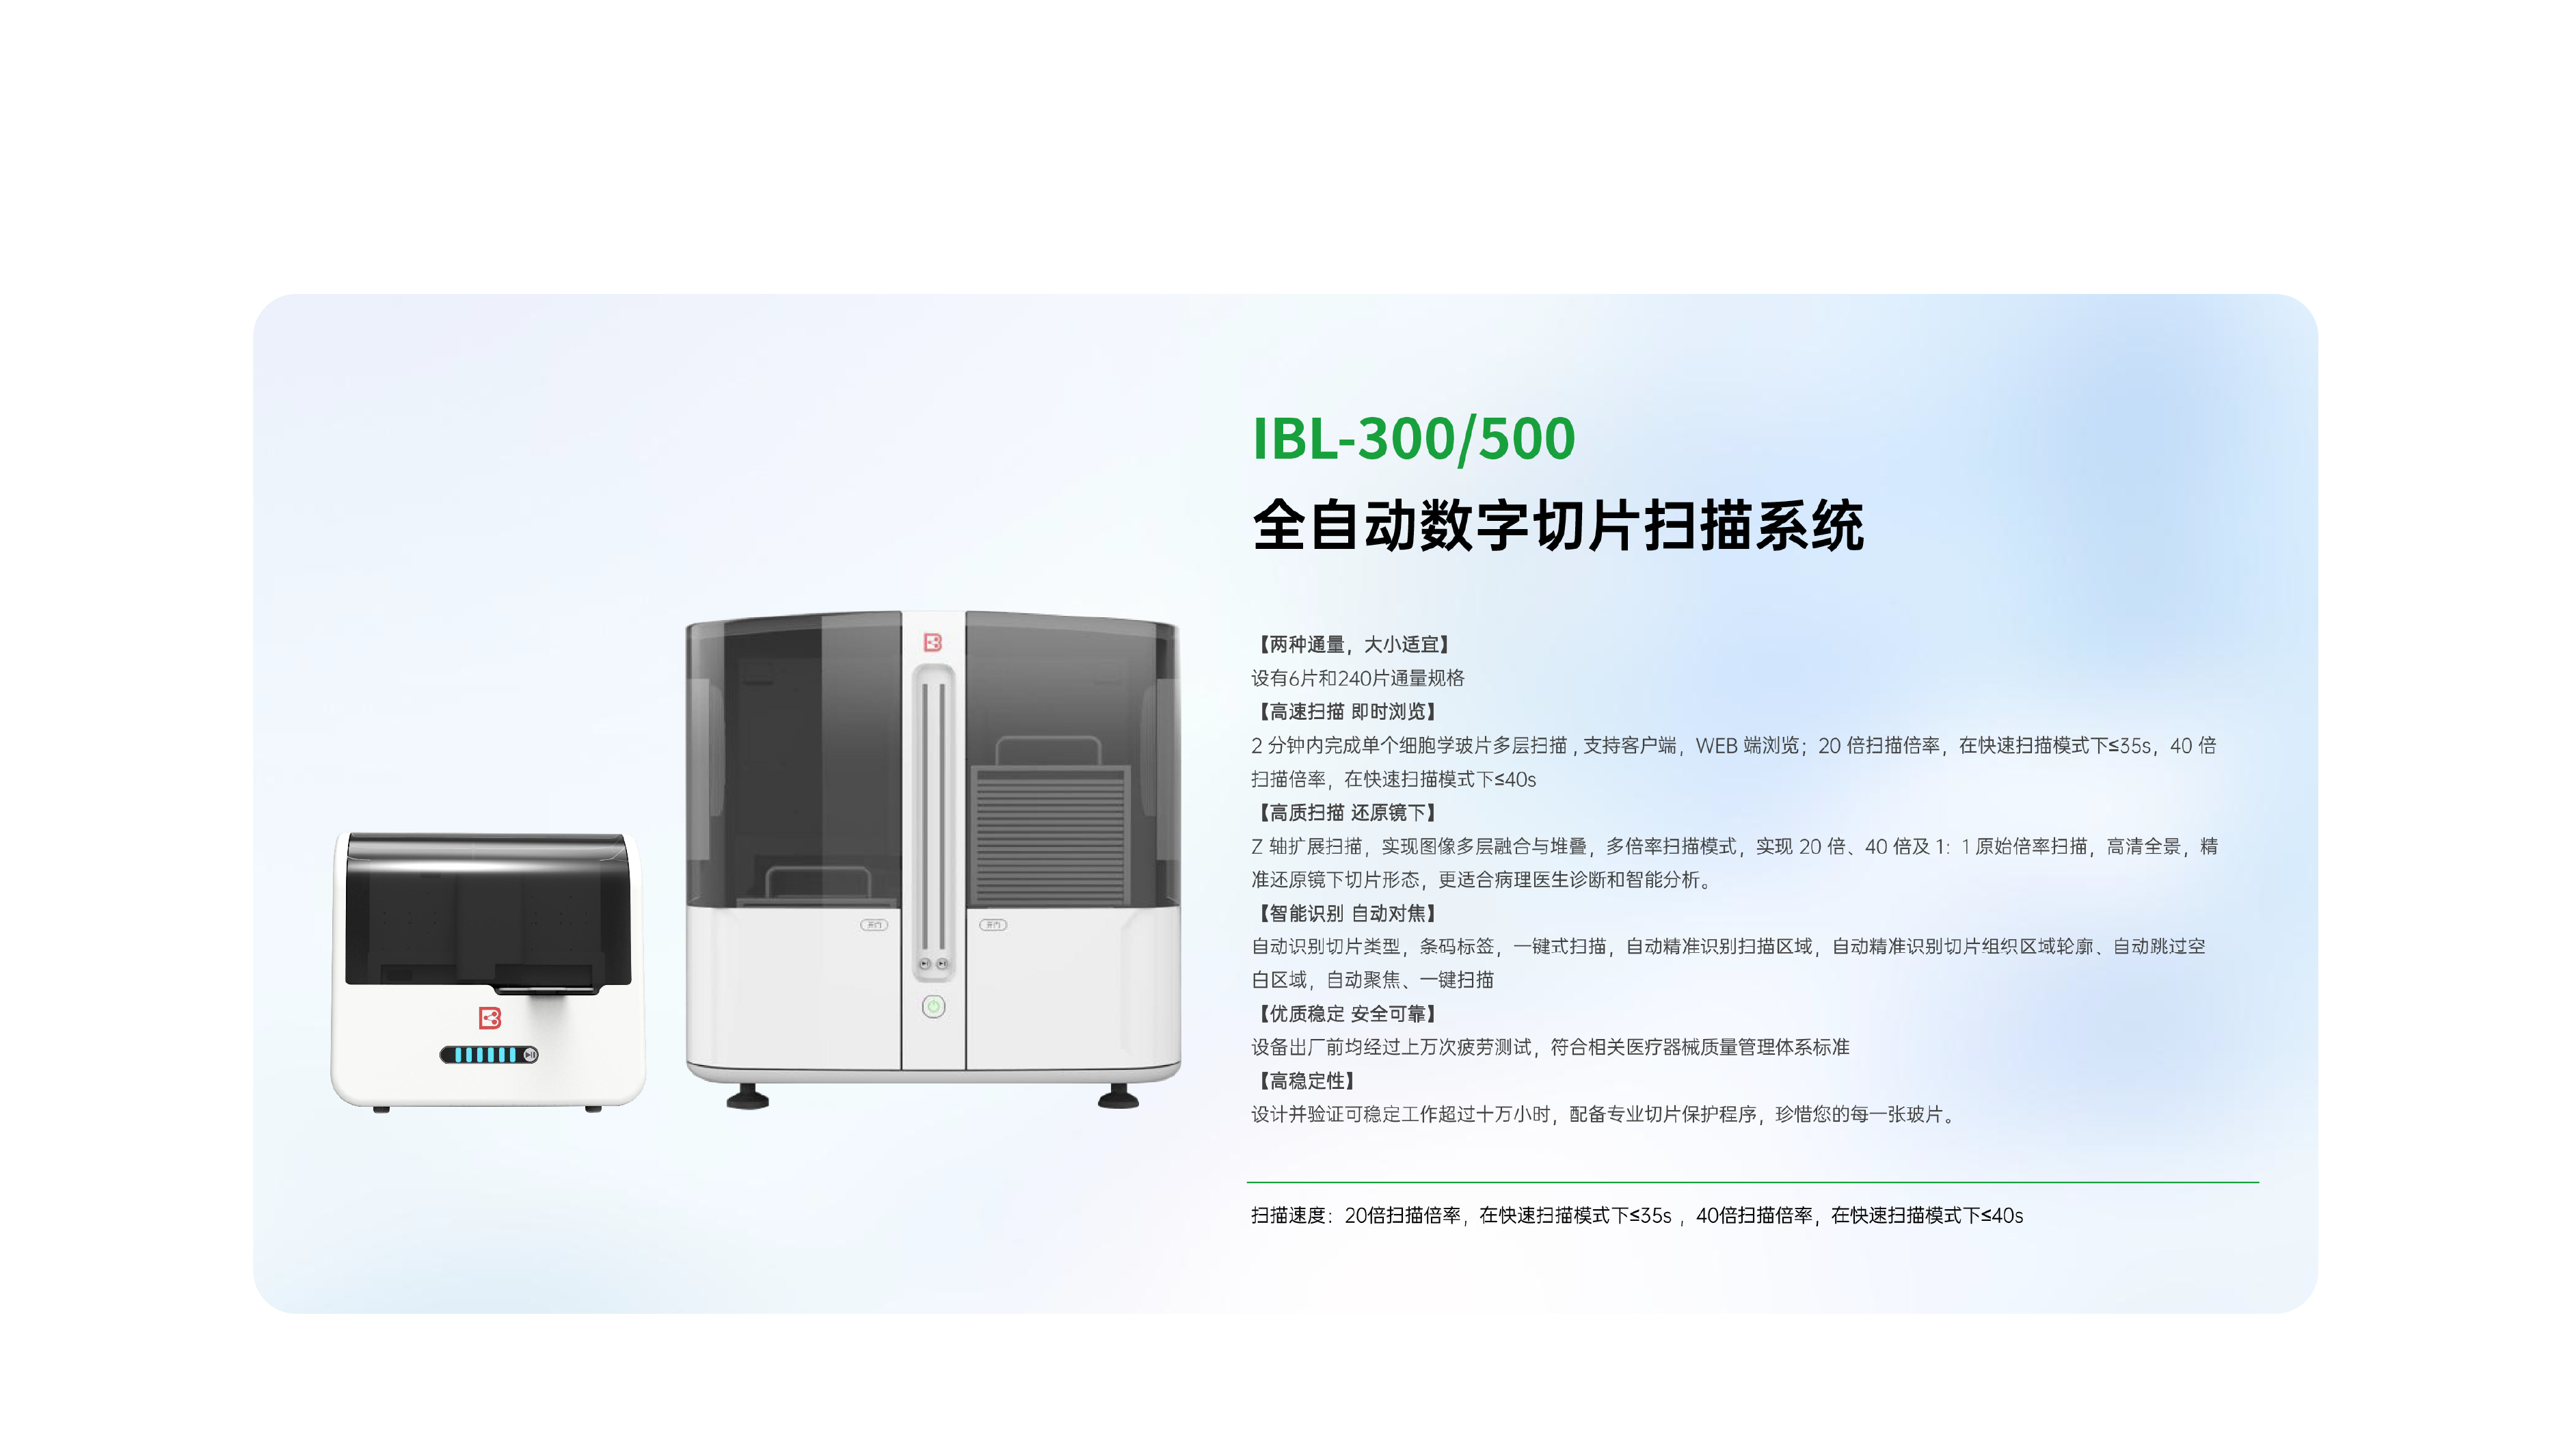 IBL-300/500
全自动数字切片扫描系统
【两种通量，大小适宜】
设有6片和240片通量规格
【高速扫描 即时浏览】
2 分钟内完成单个细胞学玻片多层扫描 , 支持客户端，WEB 端浏览；20 倍扫描倍率，在快速扫描模式下≤35s，40 倍
扫描倍率，在快速扫描模式下≤40s
【高质扫描 还原镜下】
Z 轴扩展扫描，实现图像多层融合与堆叠，多倍率扫描模式，实现 20 倍、40 倍及 1：1 原始倍率扫描，高清全景，精
准还原镜下切片形态，更适合病理医生诊断和智能分析。
【智能识别 自动对焦】
自动识别切片类型，条码标签，一键式扫描，自动精准识别扫描区域，自动精准识别切片组织区域轮廓、自动跳过空
白区域，自动聚焦、一键扫描
【优质稳定 安全可靠】
设备出厂前均经过上万次疲劳测试，符合相关医疗器械质量管理体系标准
【高稳定性】
设计并验证可稳定工作超过十万小时，配备专业切片保护程序，珍惜您的每一张玻片。
扫描速度：20倍扫描倍率，在快速扫描模式下≤35s ，40倍扫描倍率，在快速扫描模式下≤40s
开门
开门